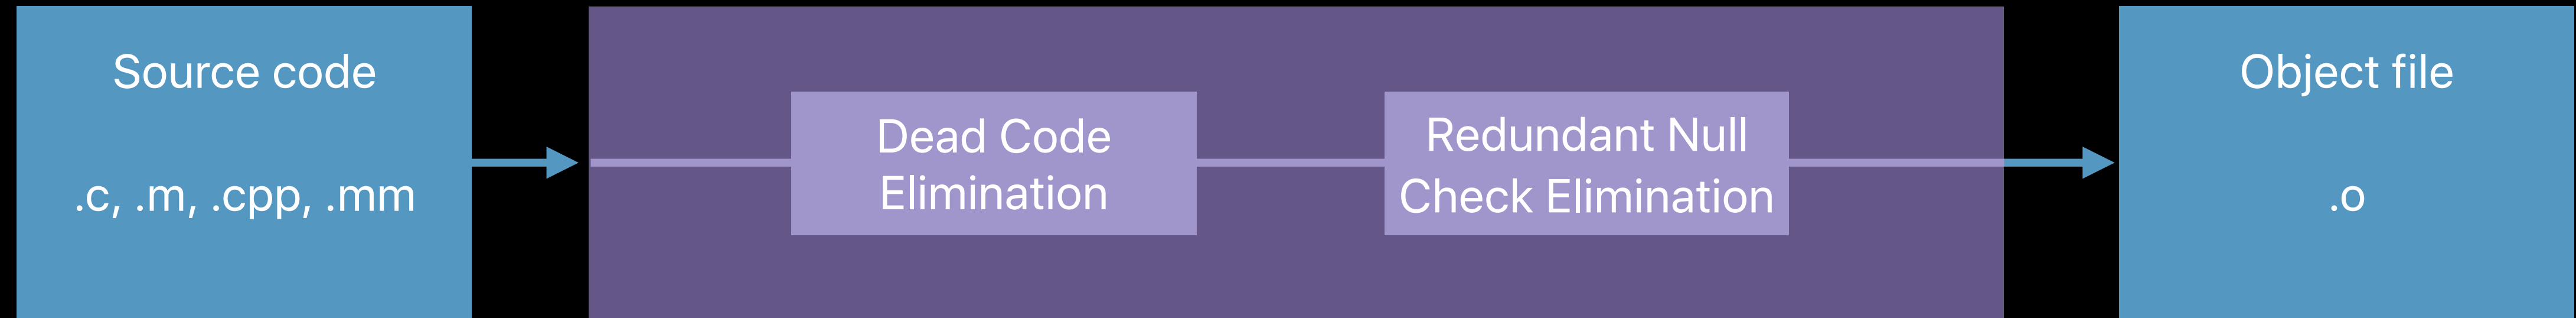 Source code
.c, .m, .cpp, .mm
Dead Code
Elimination
Redundant Null
Check Elimination
Object file
.o